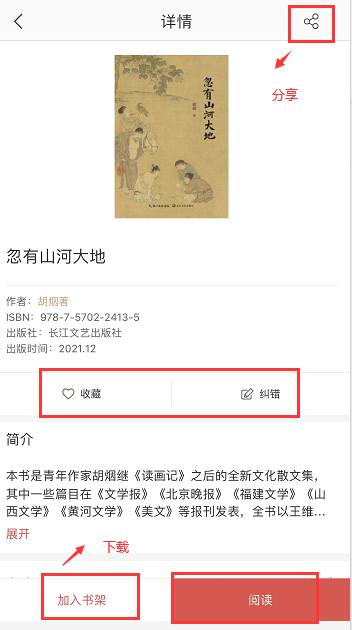 详情
分享
忽有山河大地
忽有山河大地
作者：胡烟著
ISBN：978-7-5702-2413-5
出版社：长江文艺出版社
出版时间：2021.12
收藏
纠错
简介
本书是青年作家胡烟继《读画记》之后的全新文化散文集，
其中一些篇目在《文学报》《北京晚报》《福建文学》《山
西文学》《黄河文学》《美文》等报刊发表，全书以王维...
展开
下载
加入书架
阅读